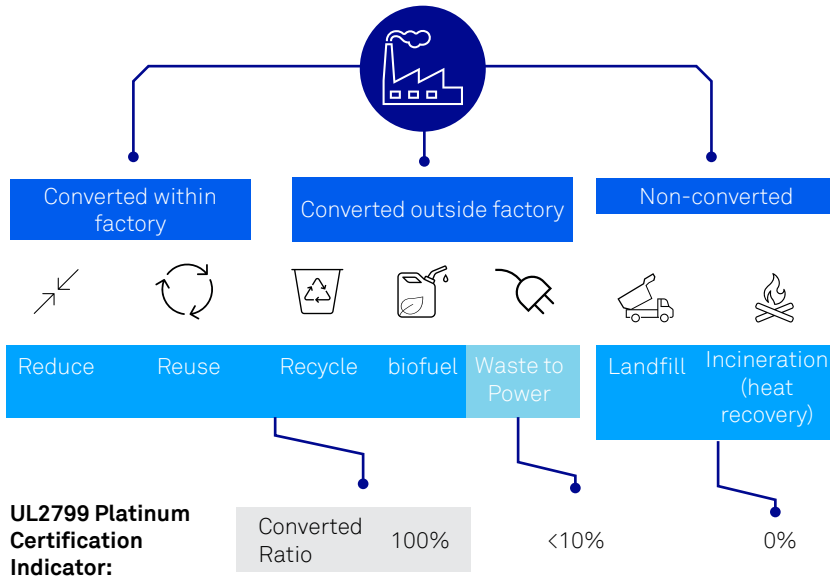 Converted within
factory
Converted outside factory
Non-converted
Reduce
Reuse
Recycle
biofuel
Waste to
Power
Landfill
Incineration
(heat
recovery)
UL2799 Platinum
Certification
Indicator:
Converted
Ratio
100%
<10%
0%